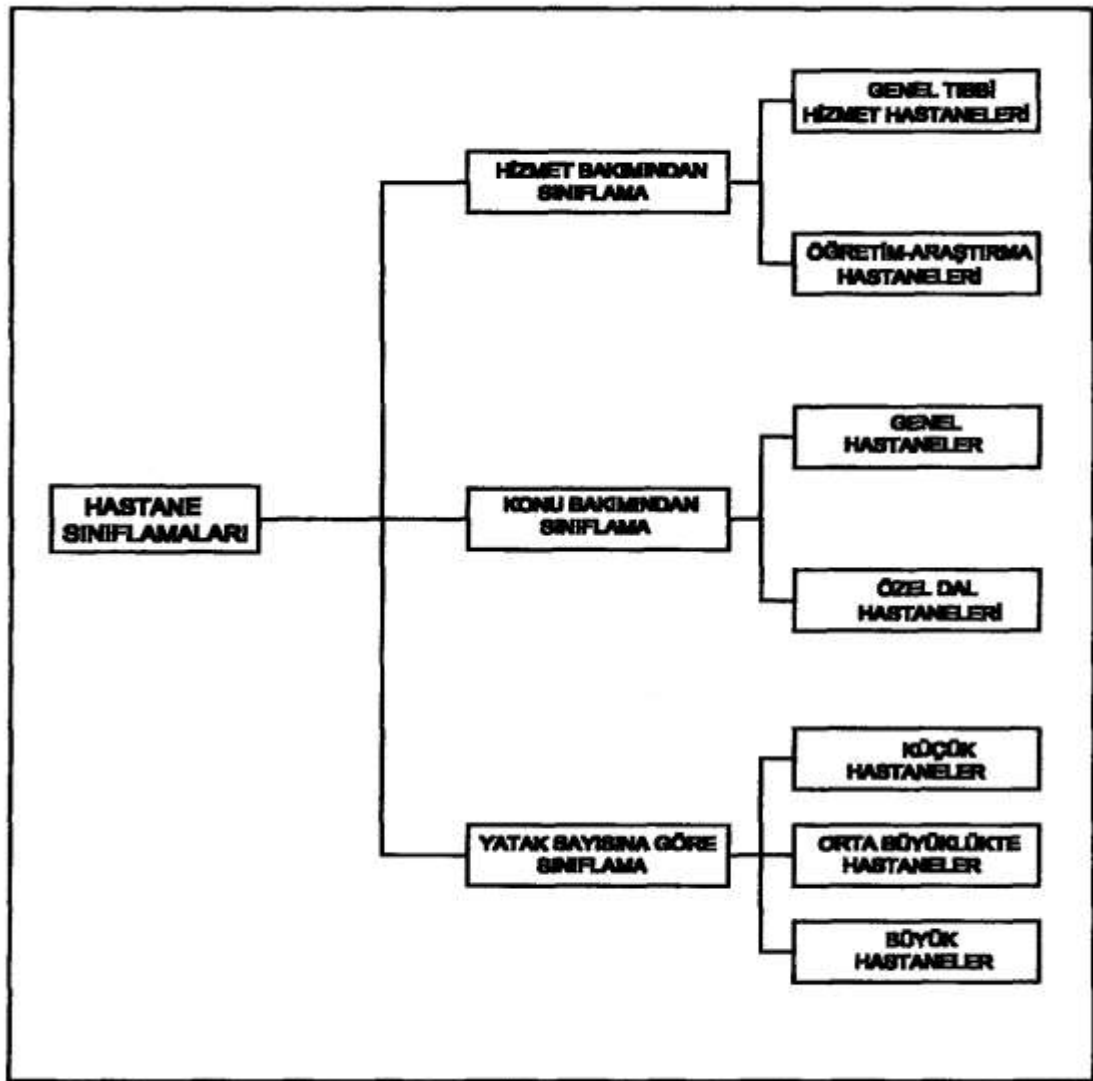 HASTANE
SINIFLAMALARI
HİZMET BAKIMINDAN
SINIFLAMA
GENEL TIBBİ
HİZMET HASTANELERİ
ÖĞRETİM-ARAŞTIRMA
HASTANELERİ
KONU BAKIMINDAN
SINIFLAMA
GENEL
HASTANELER
ÖZEL DAL
HASTANELERİ
YATAK SAYISINA GÖRE
SINIFLAMA
KÜÇÜK
HASTANELER
ORTA BÜYÜKLÜKTE
HASTANELER
BÜYÜK
HASTANELER